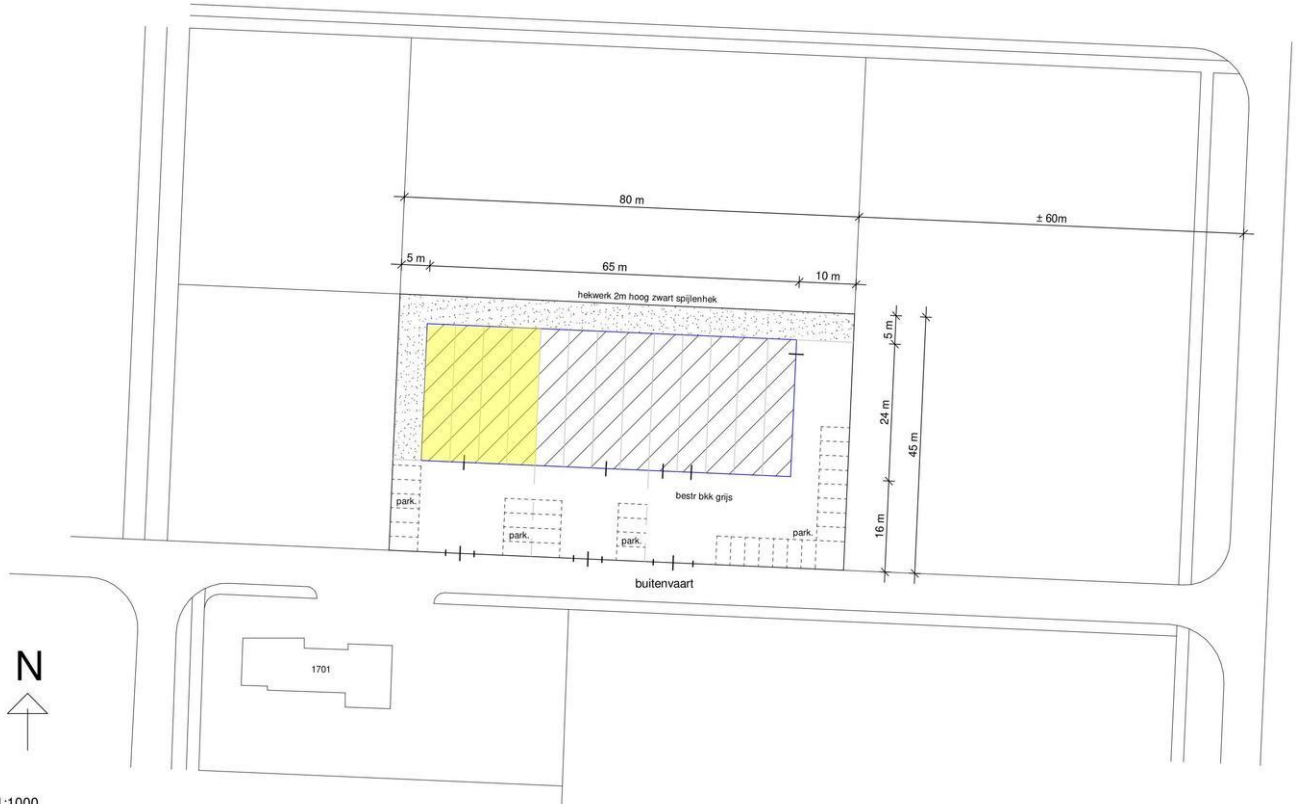 80 m
± 60m
5 m
65 m
10 m
hekwerk 2m hoog zwart spijlenhek
5 m
24 m
45 m
16 m
bestr bkk grijs
park.
park.
park.
park.
buitenvaart
1701
N
1:1000